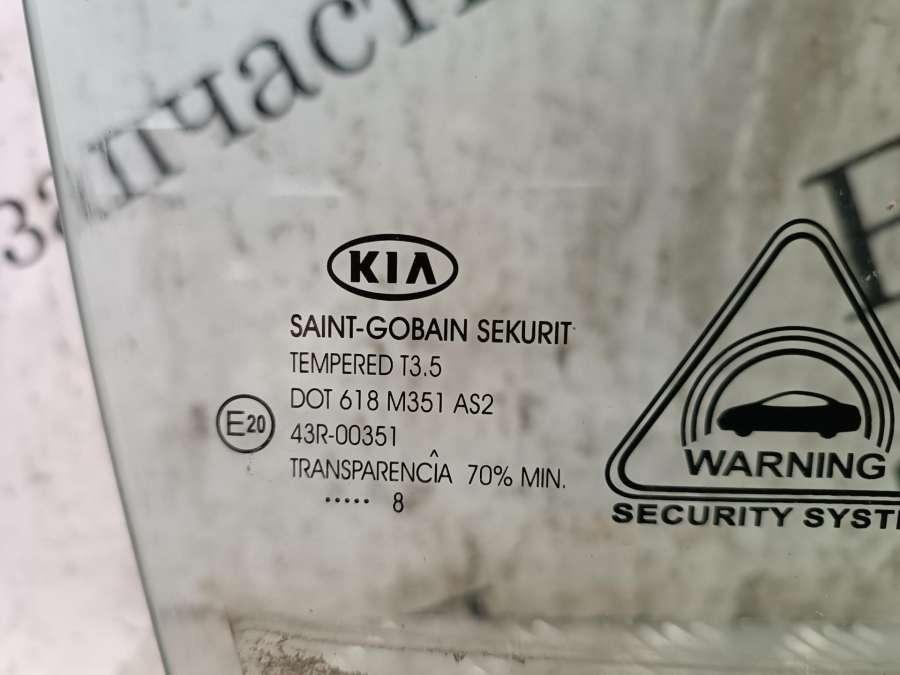 запчасти
KIA
SAINT-GOBAIN SEKURIT
TEMPERED T3.5
DOT 618 M351 AS2
E20
43R-00351
TRANSPARENCÎA 70% MIN.
..... 8
WARNING
SECURITY SYST